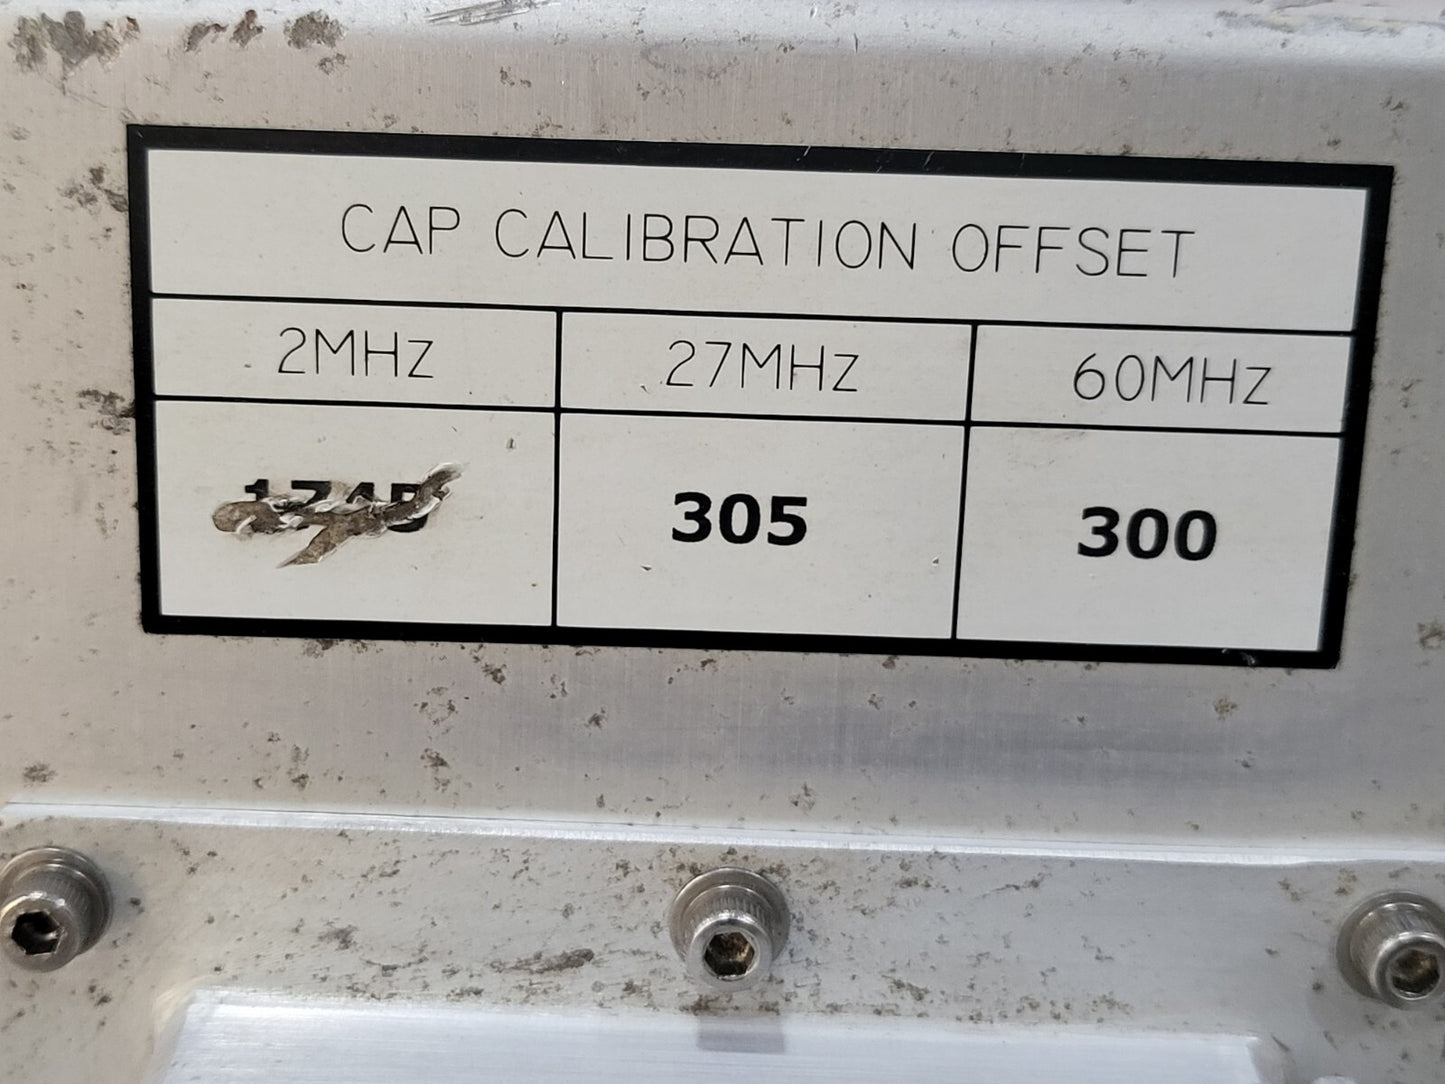 CAP CALIBRATION OFFSET
2MHz 27MHz 60MHz
305 300